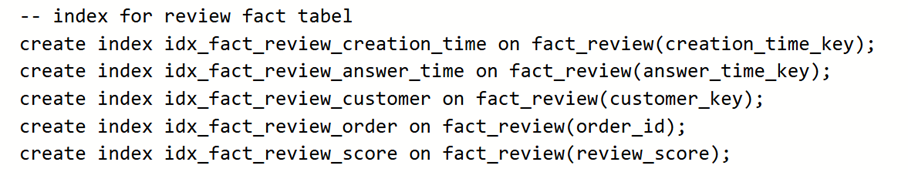 -- index for review fact tabel
create index idx_fact_review_creation_time on fact_review(creation_time_key);
create index idx_fact_review_answer_time on fact_review(answer_time_key);
create index idx_fact_review_customer on fact_review(customer_key);
create index idx_fact_review_order on fact_review(order_id);
create index idx_fact_review_score on fact_review(review_score);